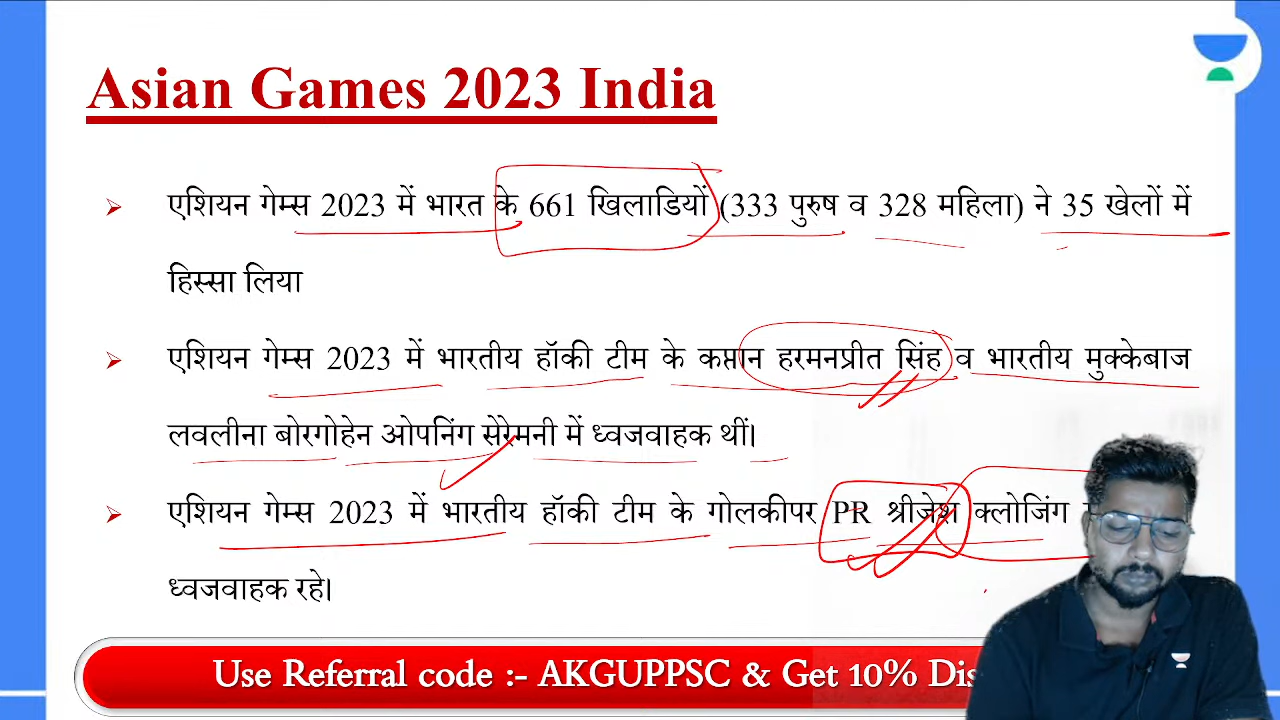 Asian Games 2023 India
➢ एशियन गेम्स 2023 में भारत के 661 खिलाडियों (333 पुरुष व 328 महिला) ने 35 खेलों में
हिस्सा लिया
➢ एशियन गेम्स 2023 में भारतीय हॉकी टीम के कप्तान हरमनप्रीत सिंह व भारतीय मुक्केबाज
लवलीना बोरगोहेन ओपनिंग सेरेमनी में ध्वजवाहक थीं।
➢ एशियन गेम्स 2023 में भारतीय हॉकी टीम के गोलकीपर PR श्रीजेश क्लोजिंग
ध्वजवाहक रहे।
Use Referral code :- AKGUPPSC & Get 10%